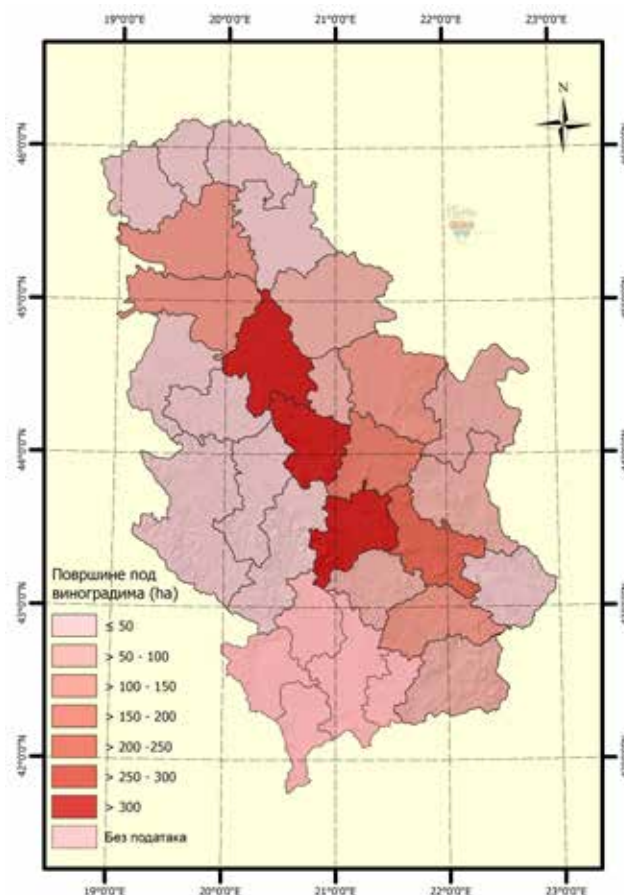 19°0'0"E 20°0'0"E 21°0'0"E 22°0'0"E 23°0'0"E
N
46°0'0"N
45°0'0"N
44°0'0"N
43°0'0"N
42°0'0"N
Површине под
виноградима (ha)
≤ 50
> 50 - 100
> 100 - 150
> 150 - 200
> 200 - 250
> 250 - 300
> 300
Без података
19°0'0"E 20°0'0"E 21°0'0"E 22°0'0"E 23°0'0"E